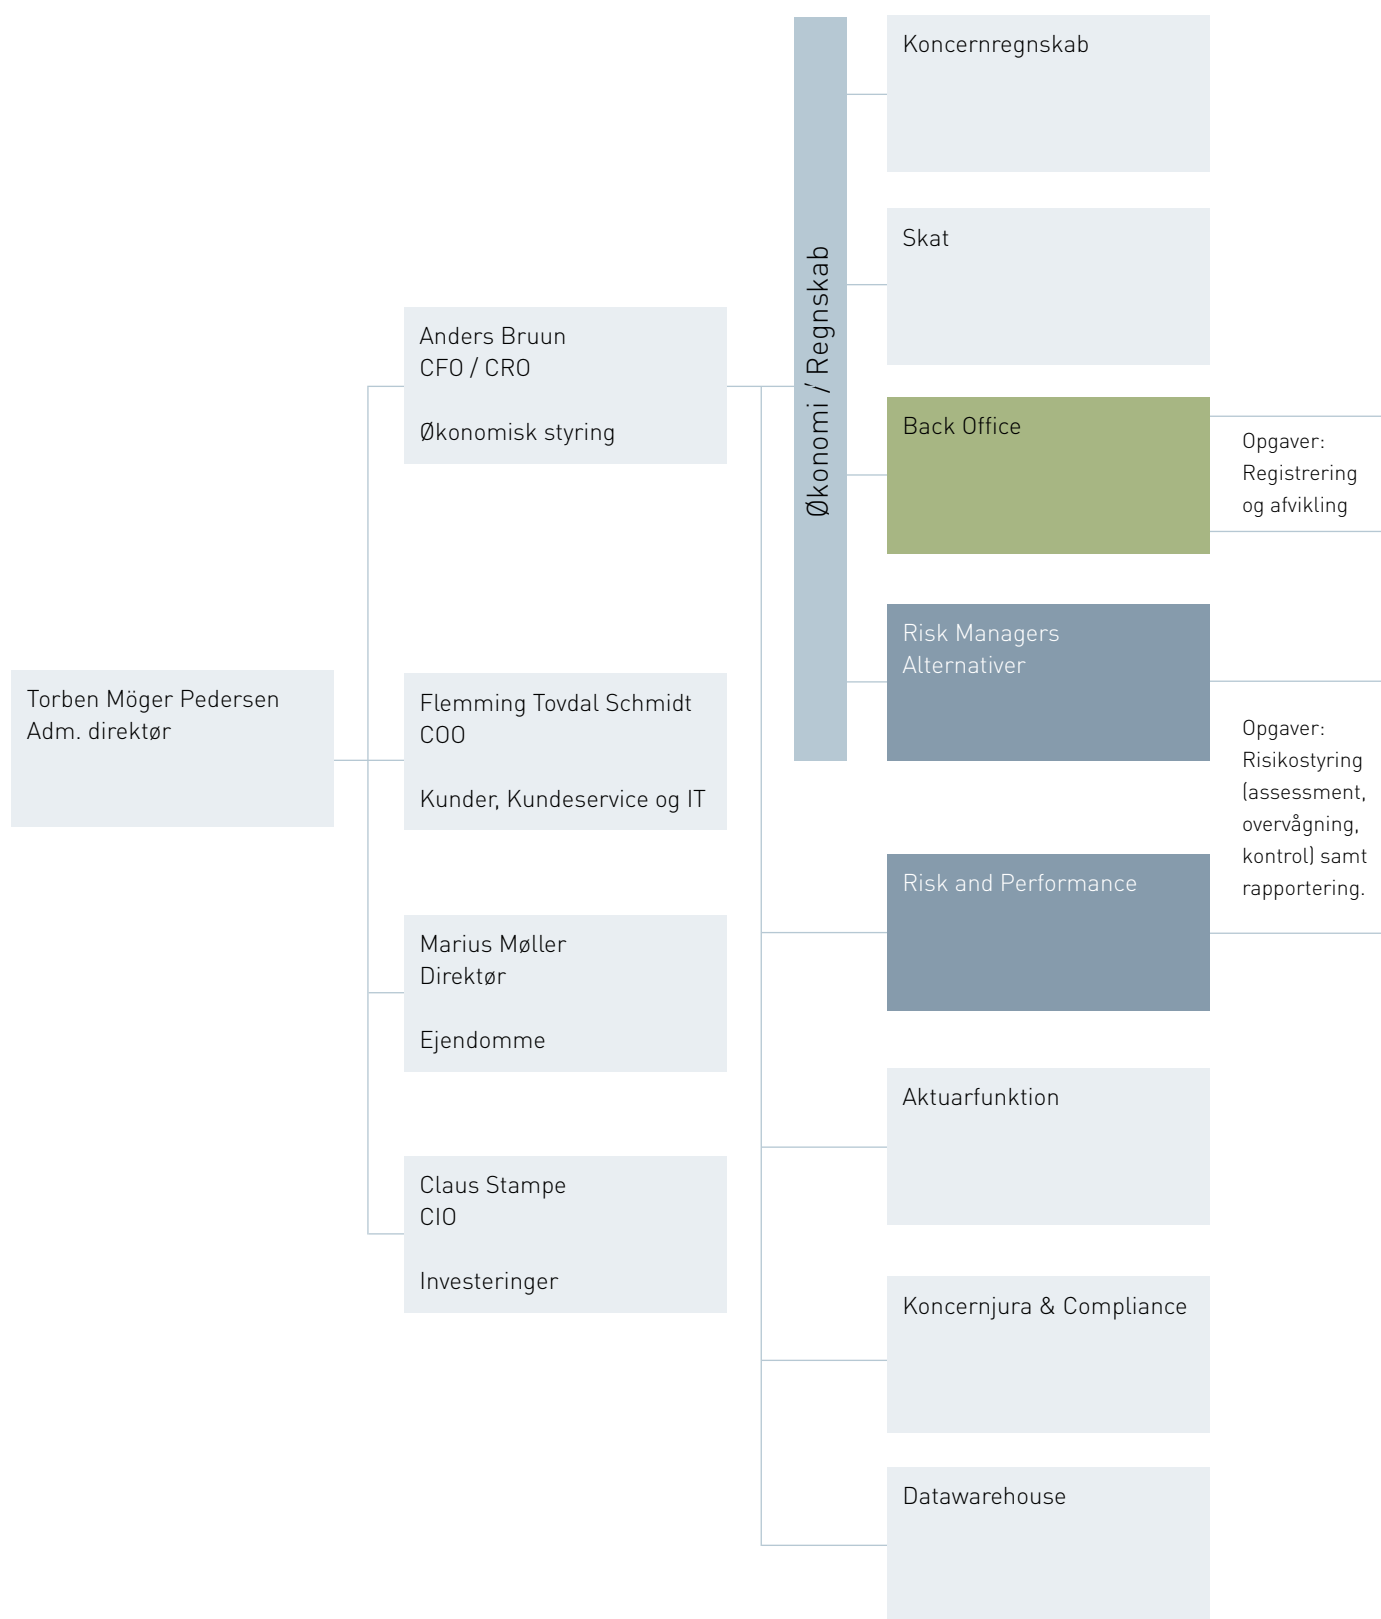 Torben Möger Pedersen
Adm. direktør
Anders Bruun
CFO / CRO
Økonomisk styring
Flemming Tovdal Schmidt
COO
Kunder, Kundeservice og IT
Marius Møller
Direktør
Ejendomme
Claus Stampe
CIO
Investeringer
Økonomi / Regnskab
Koncernregnskab
Skat
Back Office
Opgaver:
Registrering
og afvikling
Risk Managers
Alternativer
Opgaver:
Risikostyring
(assessment,
overvågning,
kontrol) samt
rapportering.
Risk and Performance
Aktuarfunktion
Koncernjura & Compliance
Datawarehouse